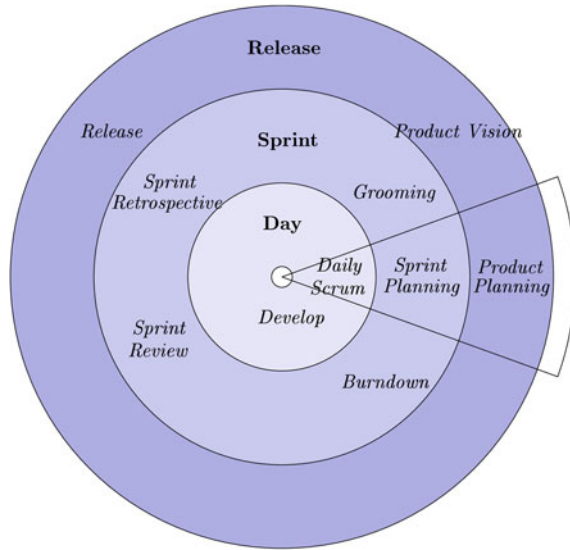 Release
Release
Product Vision
Sprint
Sprint
Retrospective
Grooming
Day
Daily
Scrum
Sprint
Planning
Product
Planning
Develop
Sprint
Review
Burndown